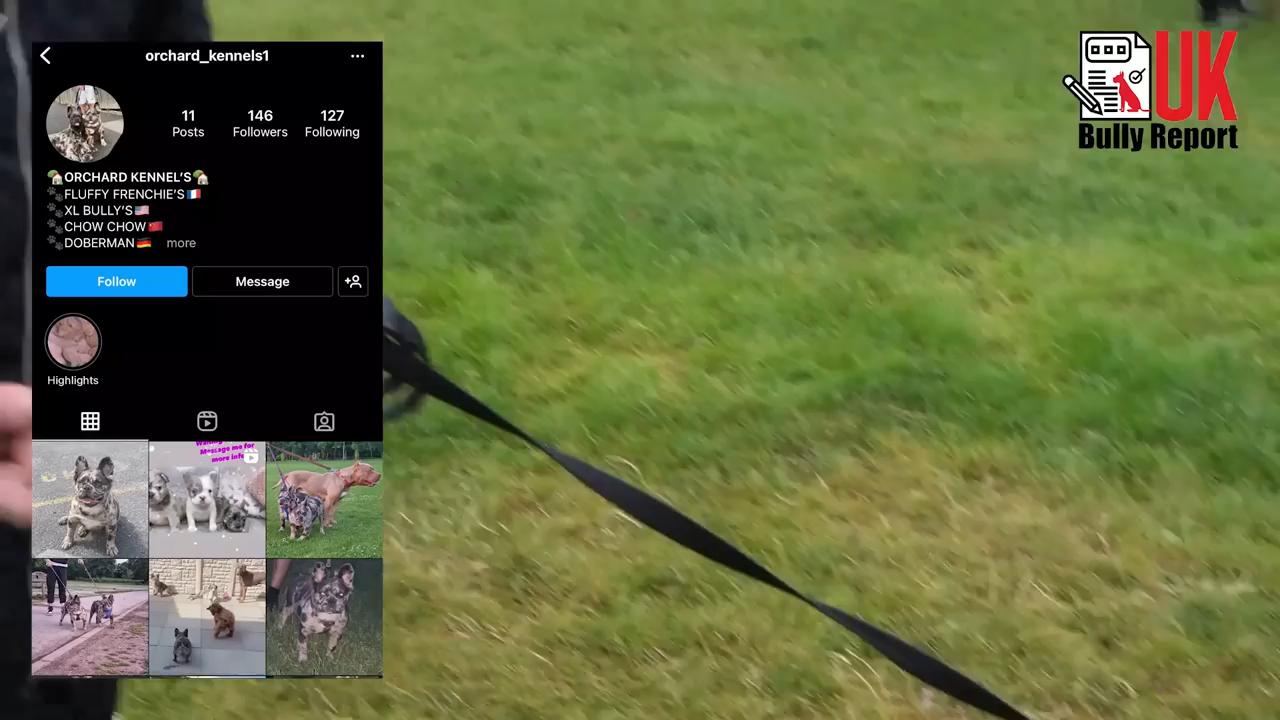 orchard_kennels1
11
Posts
146
Followers
127
Following
ORCHARD KENNEL'S
FLUFFY FRENCHIE'S
XL BULLY'S
CHOW CHOW
DOBERMAN more
Follow
Message
Highlights
Message me for
more info
UK
Bully Report